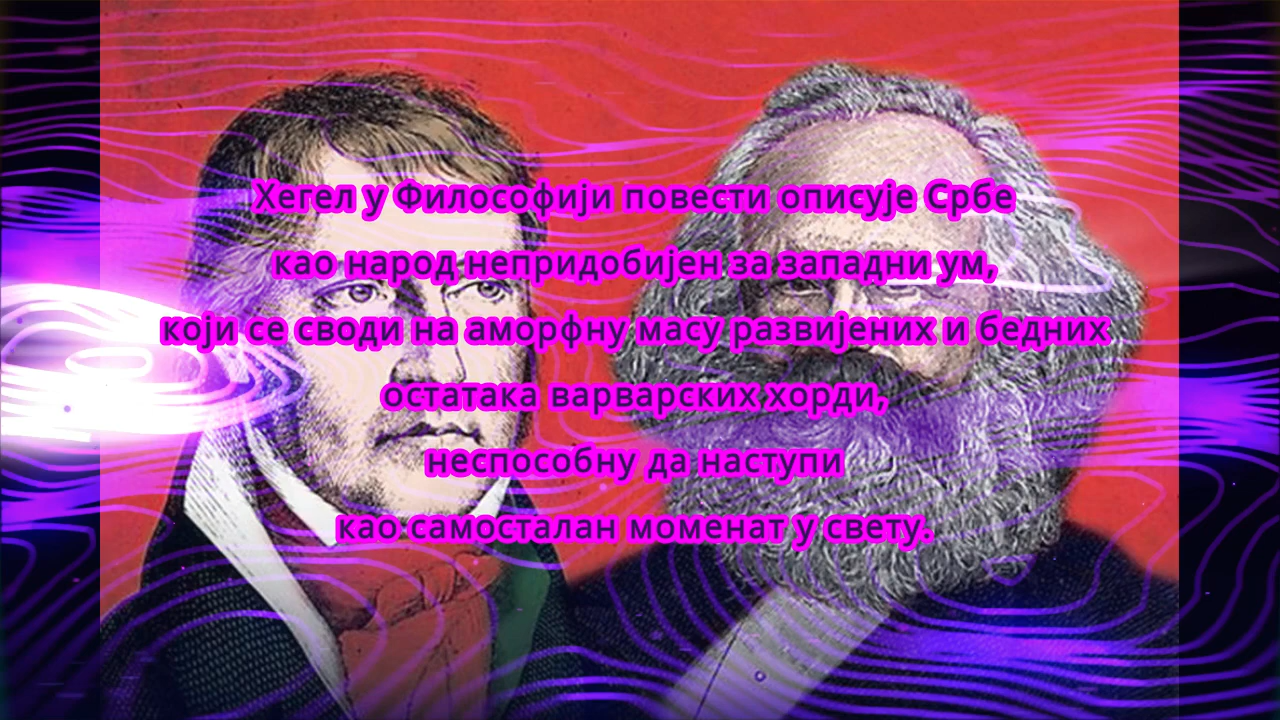 Хегел у Философији повести описује Србе
као народ непридобијен за западни ум,
који се своди на аморфну масу развијених и бедних
остатака варварских хорди,
неспособну да наступи
као самосталан моменат у свету.